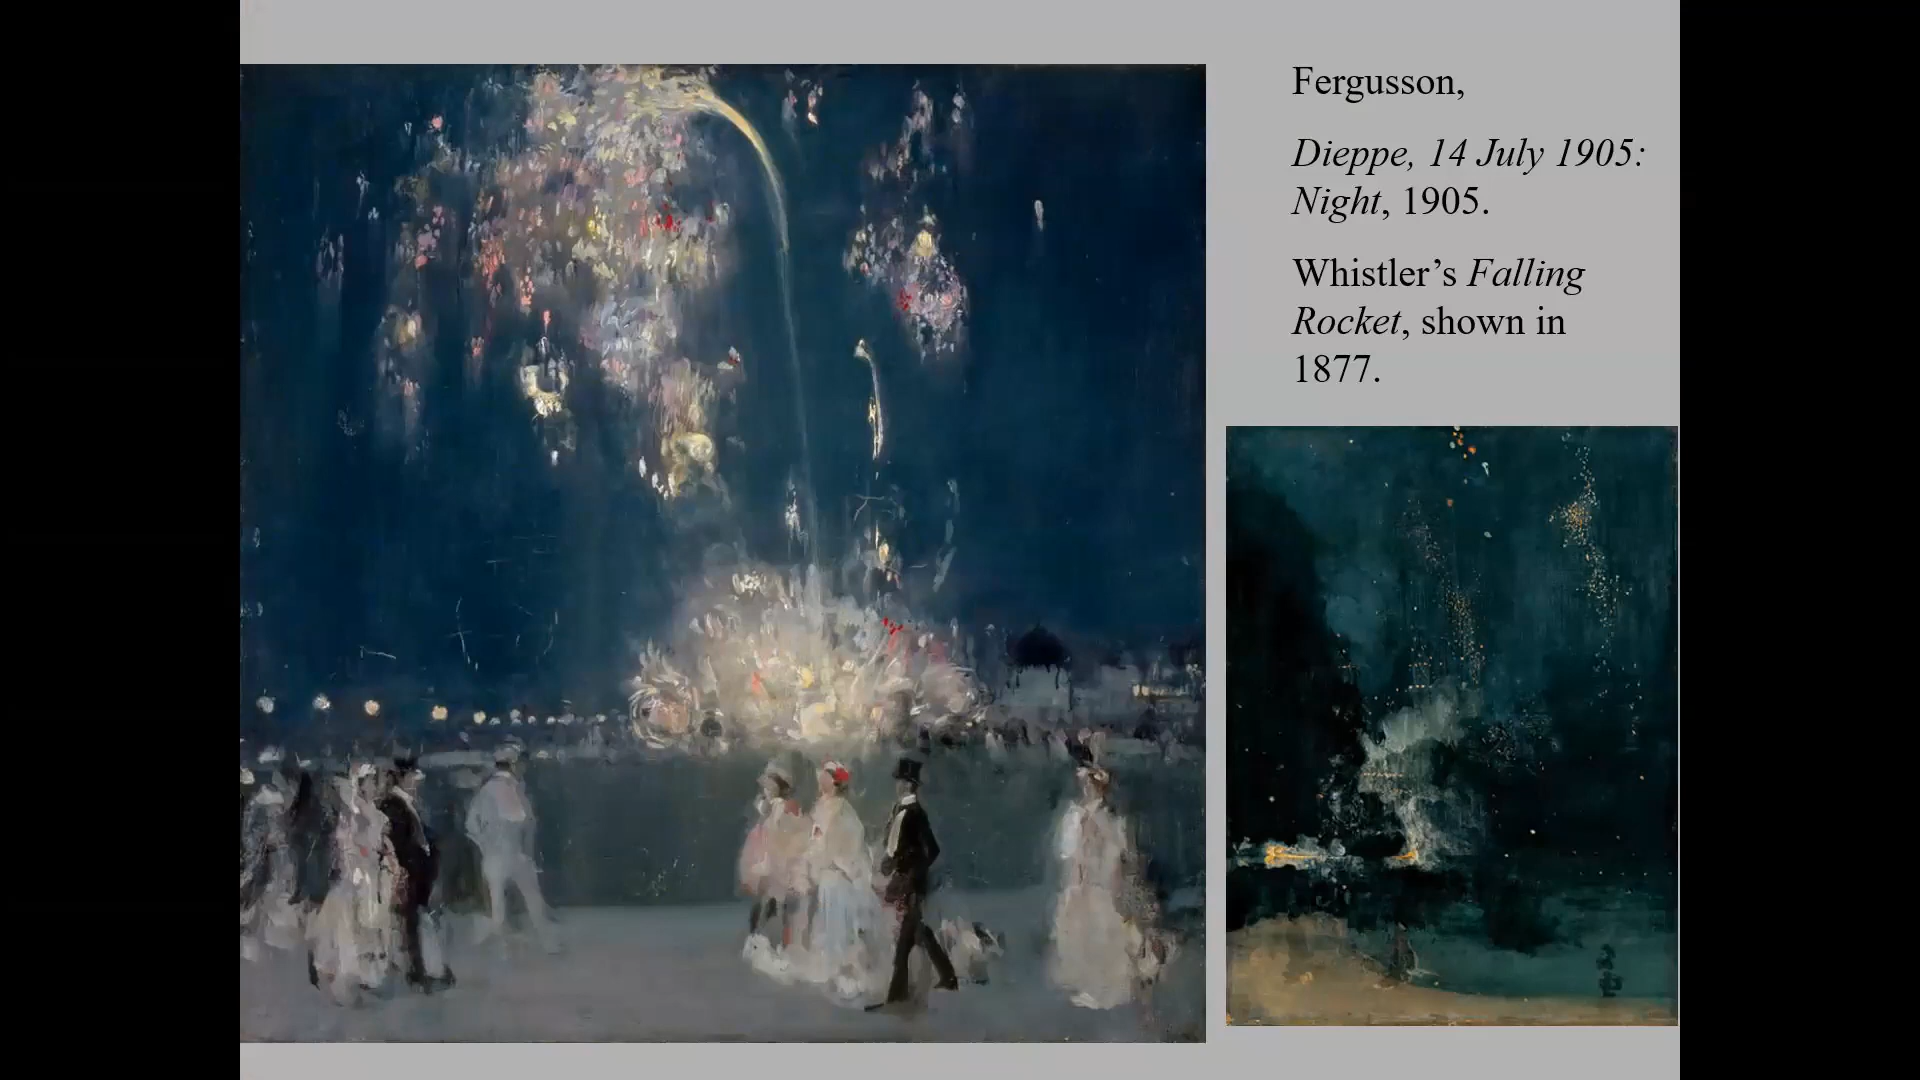 Fergusson,
Dieppe, 14 July 1905:
Night, 1905.
Whistler’s Falling
Rocket, shown in
1877.